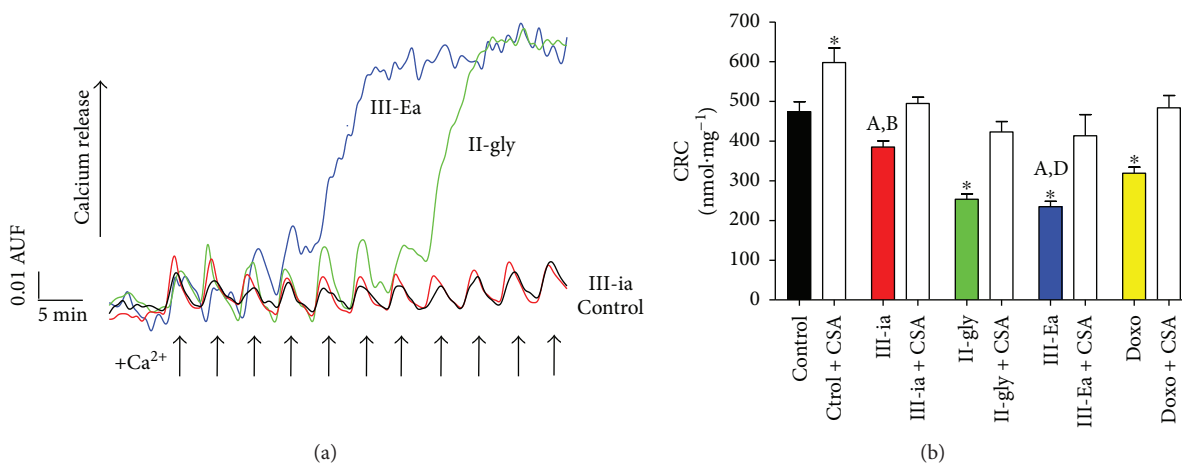 Calcium release
0.01 AUF
5 min
III-Ea
II-gly
III-ia
Control
+Ca²⁺
(a)
CRC
(nmol·mg⁻¹)
700
600
500
400
300
200
100
0
*
A,B
*
A,D
*
Control
Ctrol + CSA
III-ia
III-ia + CSA
II-gly
II-gly + CSA
III-Ea
III-Ea + CSA
Doxo
Doxo + CSA
(b)